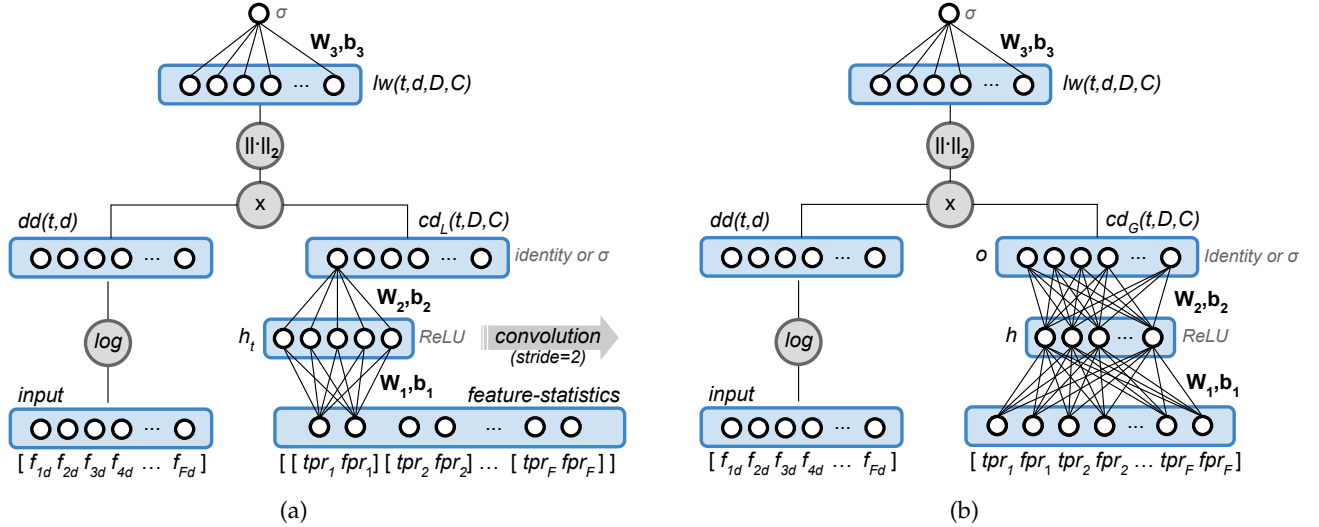 σ
W3,b3
lw(t,d,D,C)
...
||·||2
x
dd(t,d)
cdL(t,D,C)
...
...
identity or σ
W2,b2
log
ht
ReLU
convolution
(stride=2)
W1,b1
input
feature-statistics
...
...
[ f1d f2d f3d f4d ... fFd ]
[ [ tpr1 fpr1] [ tpr2 fpr2] ... [ tprF fprF] ]
(a)
σ
W3,b3
lw(t,d,D,C)
...
||·||2
x
dd(t,d)
cdG(t,D,C)
...
o
...
Identity or σ
W2,b2
log
h
...
ReLU
W1,b1
input
...
...
[ f1d f2d f3d f4d ... fFd ]
[ tpr1 fpr1 tpr2 fpr2 ... tprF fprF]
(b)